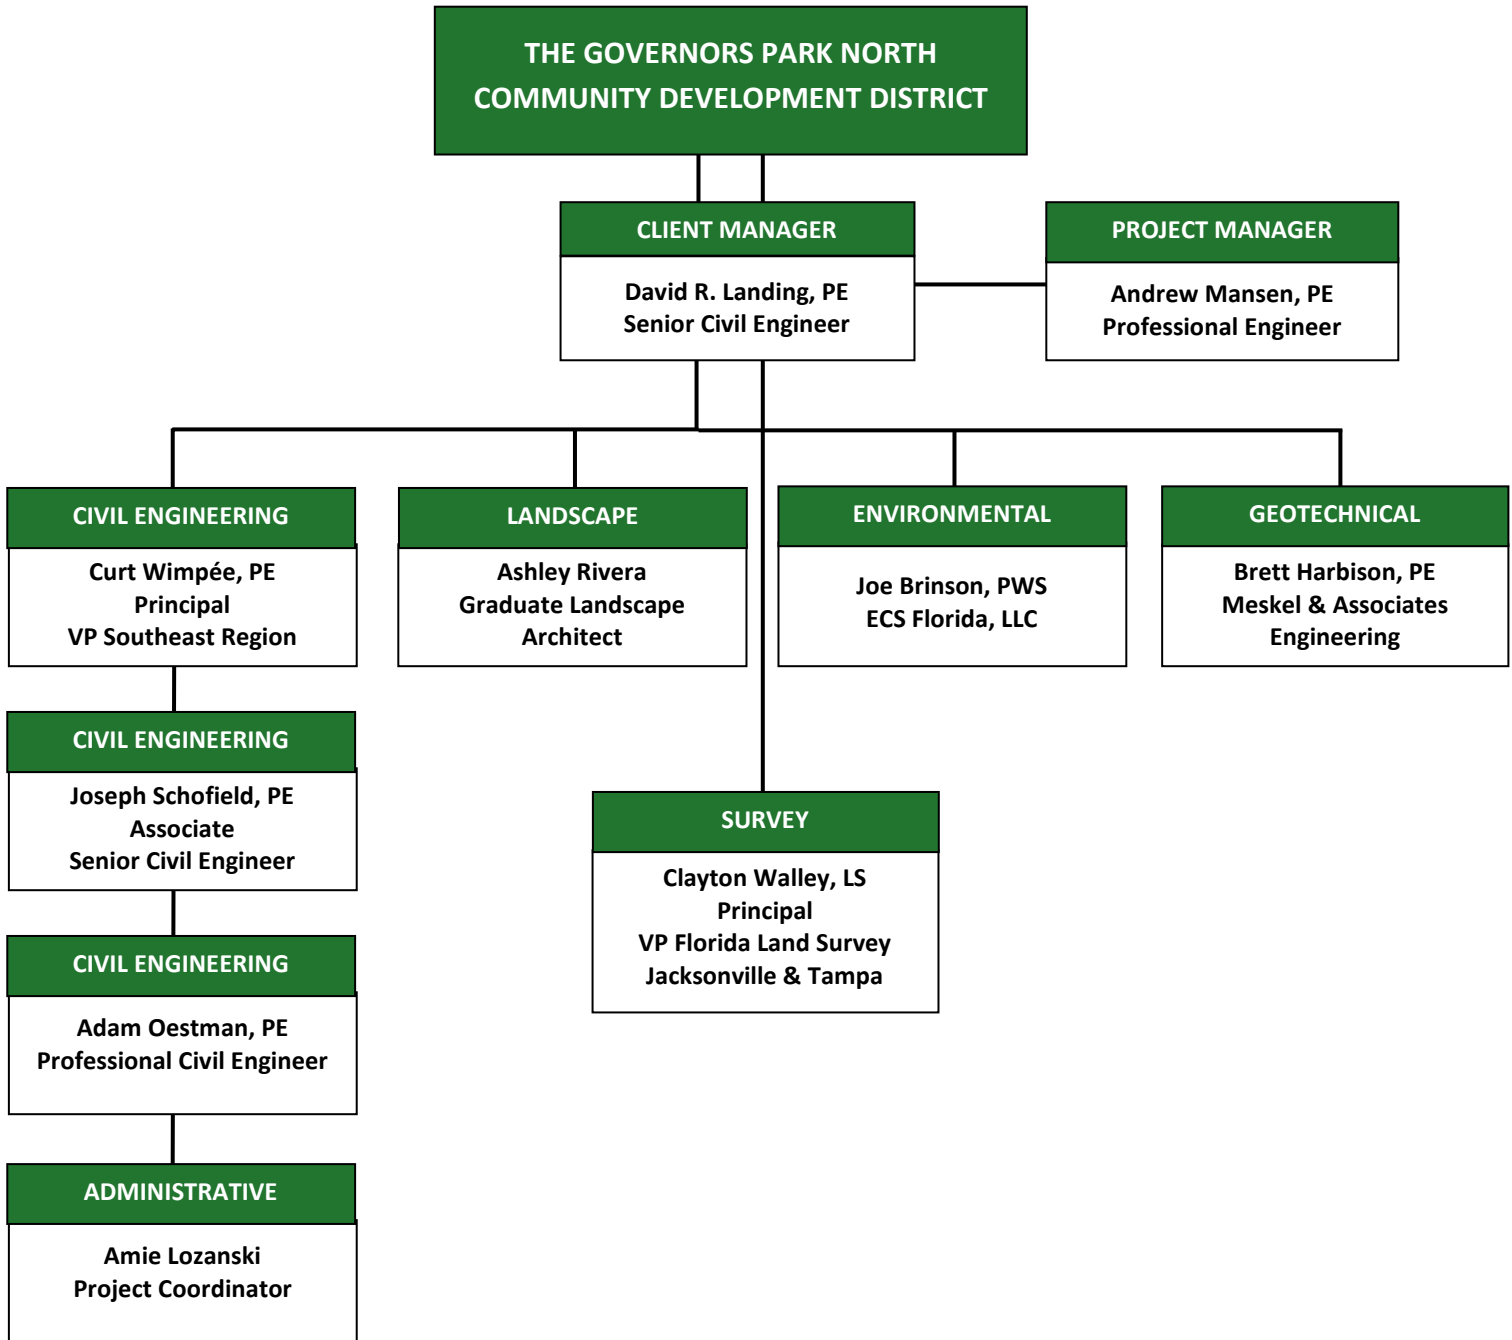 THE GOVERNORS PARK NORTH
COMMUNITY DEVELOPMENT DISTRICT
CLIENT MANAGER
David R. Landing, PE
Senior Civil Engineer
PROJECT MANAGER
Andrew Mansen, PE
Professional Engineer
CIVIL ENGINEERING
Curt Wimpée, PE
Principal
VP Southeast Region
LANDSCAPE
Ashley Rivera
Graduate Landscape
Architect
ENVIRONMENTAL
Joe Brinson, PWS
ECS Florida, LLC
GEOTECHNICAL
Brett Harbison, PE
Meskel & Associates
Engineering
CIVIL ENGINEERING
Joseph Schofield, PE
Associate
Senior Civil Engineer
SURVEY
Clayton Walley, LS
Principal
VP Florida Land Survey
Jacksonville & Tampa
CIVIL ENGINEERING
Adam Oestman, PE
Professional Civil Engineer
ADMINISTRATIVE
Amie Lozanski
Project Coordinator